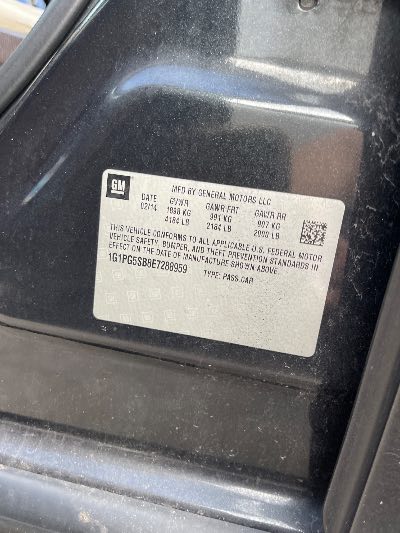 GM
MFD BY GENERAL MOTORS LLC
DATE GVWR GAWR FRT GAWR RR
02/14 1898 KG 991 KG 907 KG
4184 LB 2184 LB 2000 LB
THIS VEHICLE CONFORMS TO ALL APPLICABLE U.S. FEDERAL MOTOR
VEHICLE SAFETY, BUMPER, AND THEFT PREVENTION STANDARDS IN
EFFECT ON THE DATE OF MANUFACTURE SHOWN ABOVE.
1G1PG5SB8E7288959 TYPE: PASS CAR